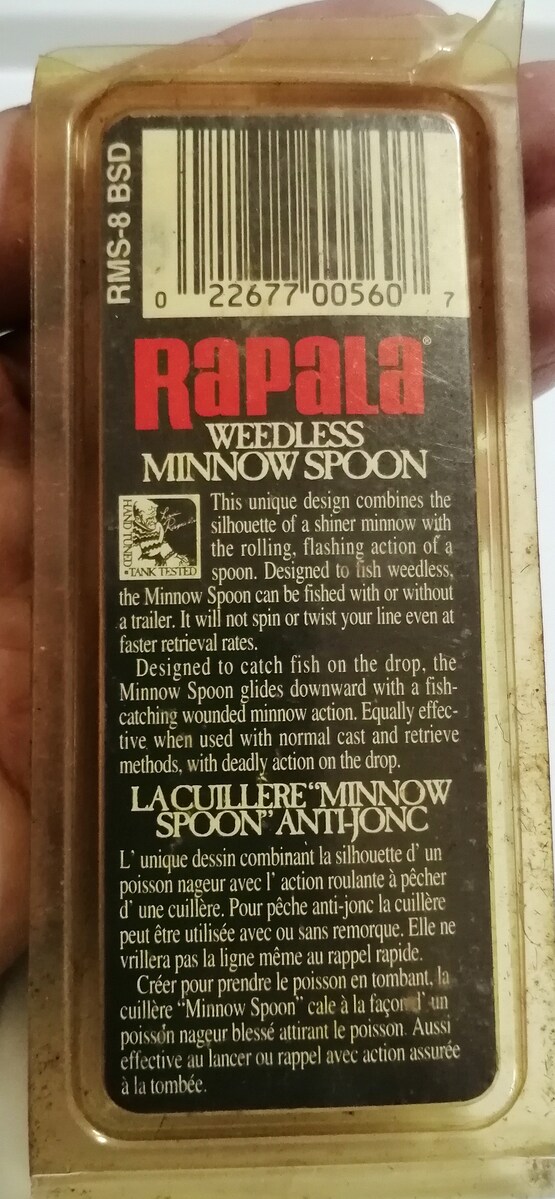 RMS-8 BSD
0 22677 00560 7
RAPALA®
WEEDLESS
MINNOW SPOON
HAND TUNED • TANK TESTED
This unique design combines the
silhouette of a shiner minnow with
the rolling, flashing action of a
spoon. Designed to fish weedless,
the Minnow Spoon can be fished with or without
a trailer. It will not spin or twist your line even at
faster retrieval rates.
Designed to catch fish on the drop, the
Minnow Spoon glides downward with a fish-
catching wounded minnow action. Equally effec-
tive when used with normal cast and retrieve
methods, with deadly action on the drop.
LA CUILLÈRE "MINNOW
SPOON" ANTI-JONC
L' unique dessin combinant la silhouette d' un
poisson nageur avec l' action roulante à pêcher
d' une cuillère. Pour pêche anti-jonc la cuillère
peut être utilisée avec ou sans remorque. Elle ne
vrillera pas la ligne même au rappel rapide.
Créer pour prendre le poisson en tombant, la
cuillère "Minnow Spoon" cale à la façon d' un
poisson nageur blessé attirant le poisson. Aussi
effective au lancer ou rappel avec action assurée
à la tombée.